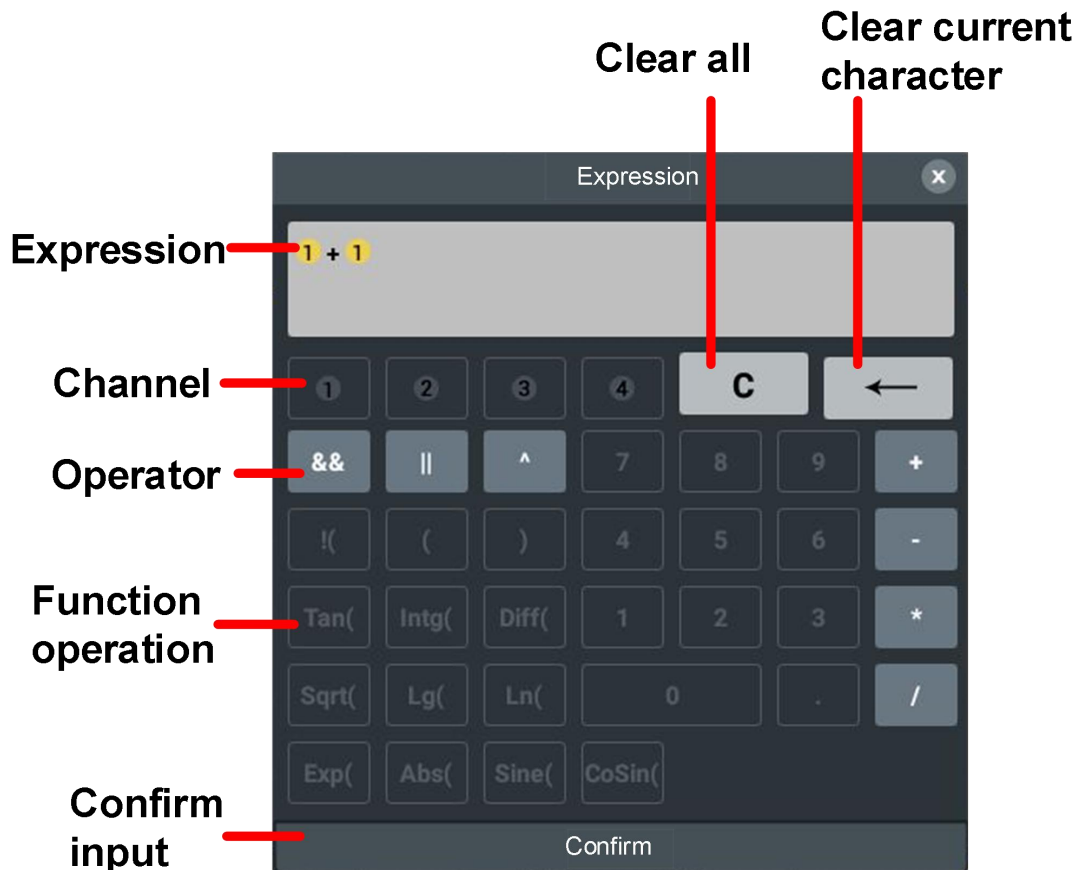 Clear all
Clear current
character
Expression
x
Expression
1 + 1
Channel
1 2 3 4 C ←
Operator
&& || ^ 7 8 9 +
!( ( ) 4 5 6 -
Function
operation
Tan( Intg( Diff( 1 2 3 *
Sqrt( Lg( Ln( 0 . /
Exp( Abs( Sine( CoSin(
Confirm
input
Confirm